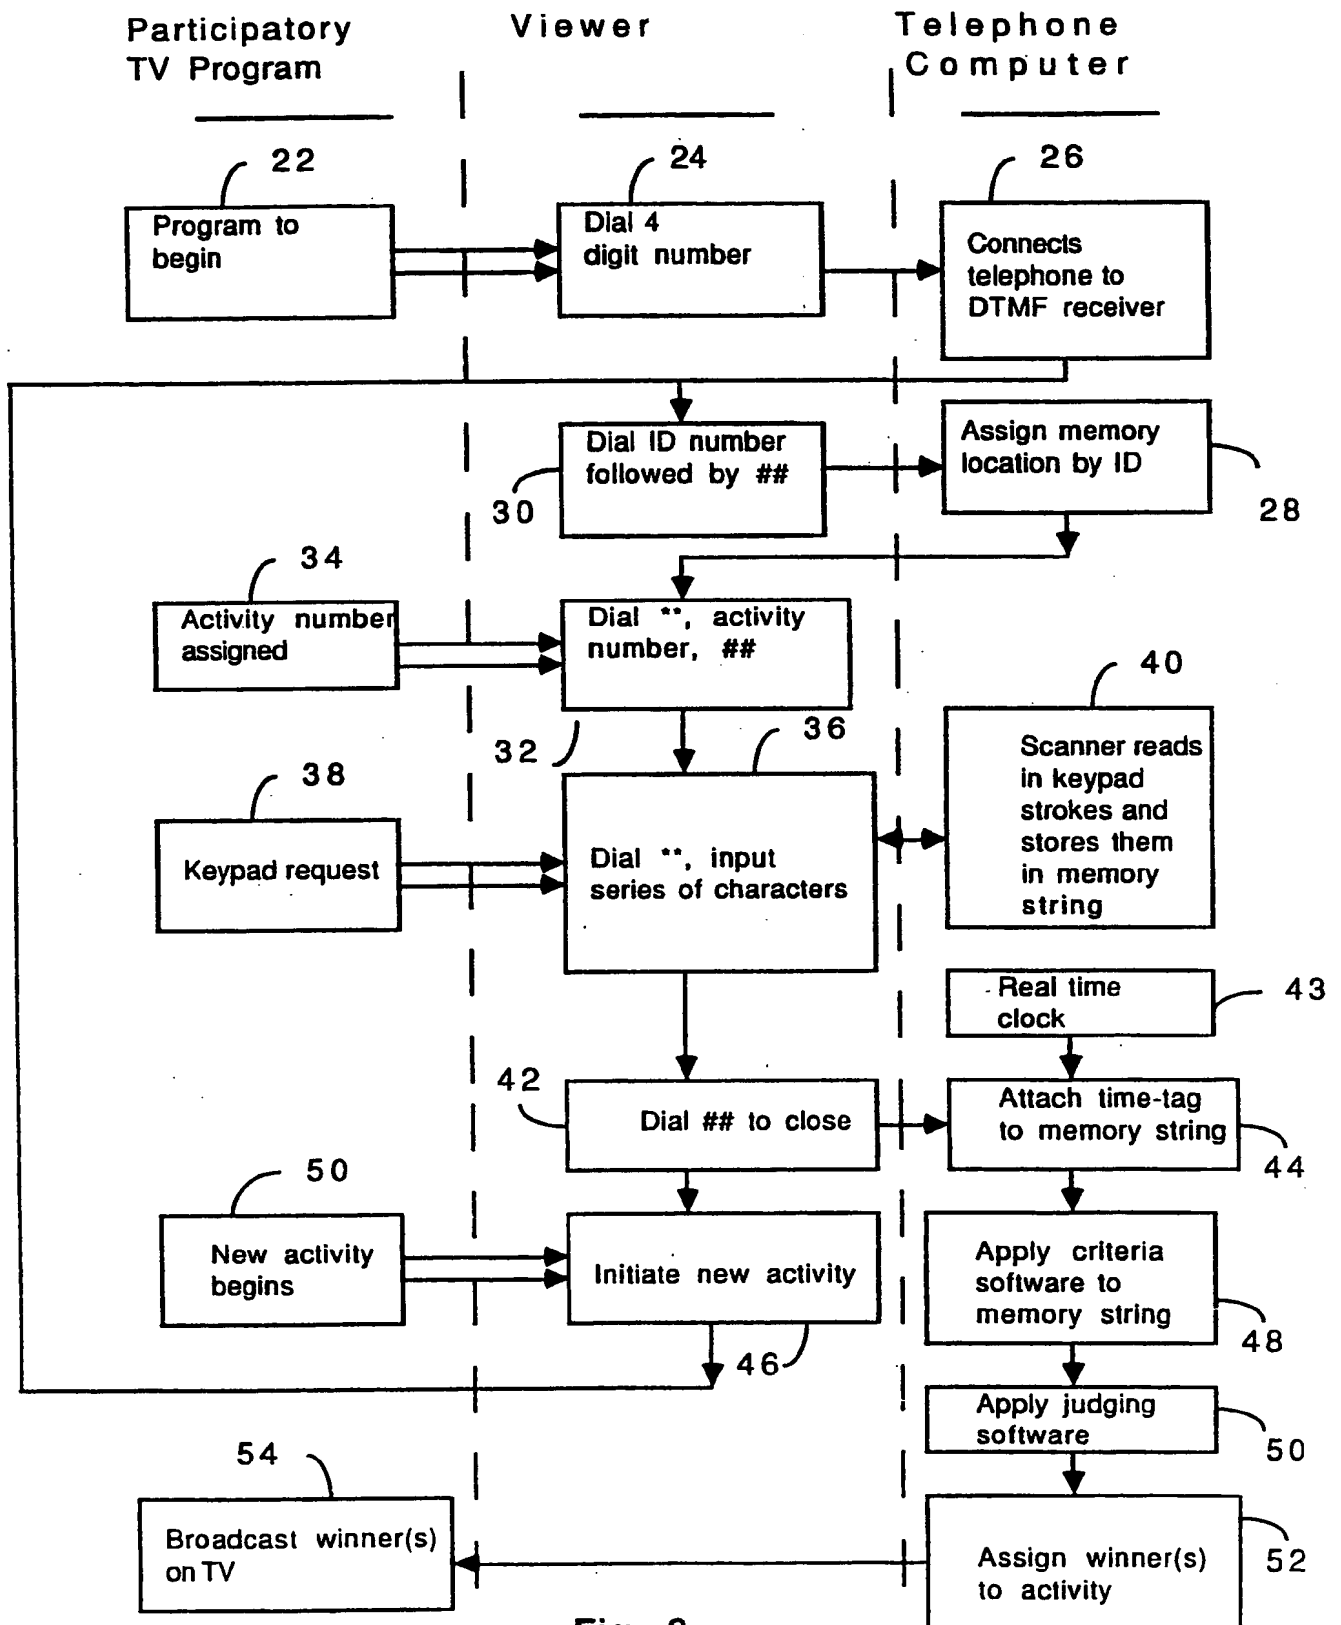 Participatory
TV Program
Viewer
Telephone
Computer
22
24
26
Program to
begin
Dial 4
digit number
Connects
telephone to
DTMF receiver
Dial ID number
followed by ##
30
Assign memory
location by ID
28
34
Activity number
assigned
Dial **, activity
number, ##
32
36
40
38
Keypad request
Dial **, input
series of characters
Scanner reads
in keypad
strokes and
stores them
in memory
string
Real time
clock
43
42
Dial ## to close
Attach time-tag
to memory string
44
50
New activity
begins
Initiate new activity
46
Apply criteria
software to
memory string
48
Apply judging
software
50
54
Broadcast winner(s)
on TV
Assign winner(s)
to activity
52